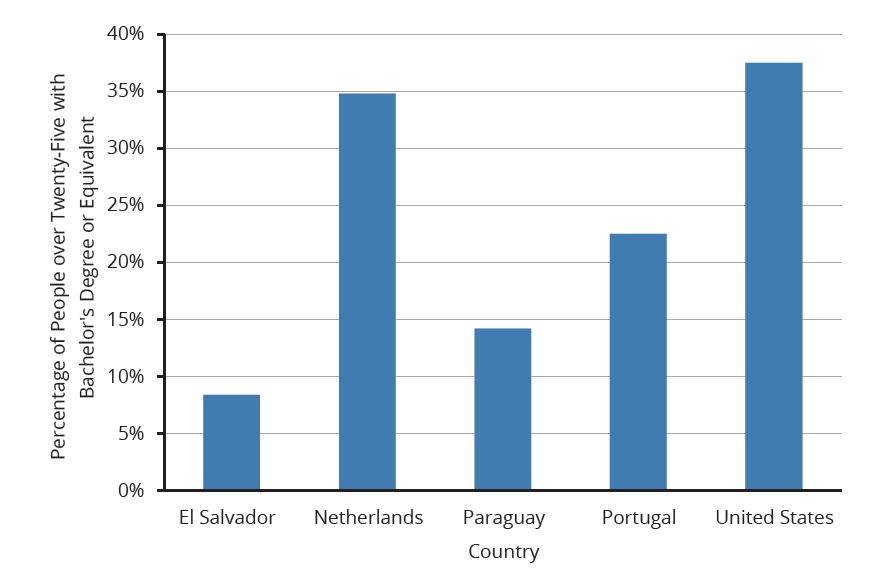 Percentage of People over Twenty-Five with
Bachelor's Degree or Equivalent
40%
35%
30%
25%
20%
15%
10%
5%
0%
El Salvador
Netherlands
Paraguay
Portugal
United States
Country